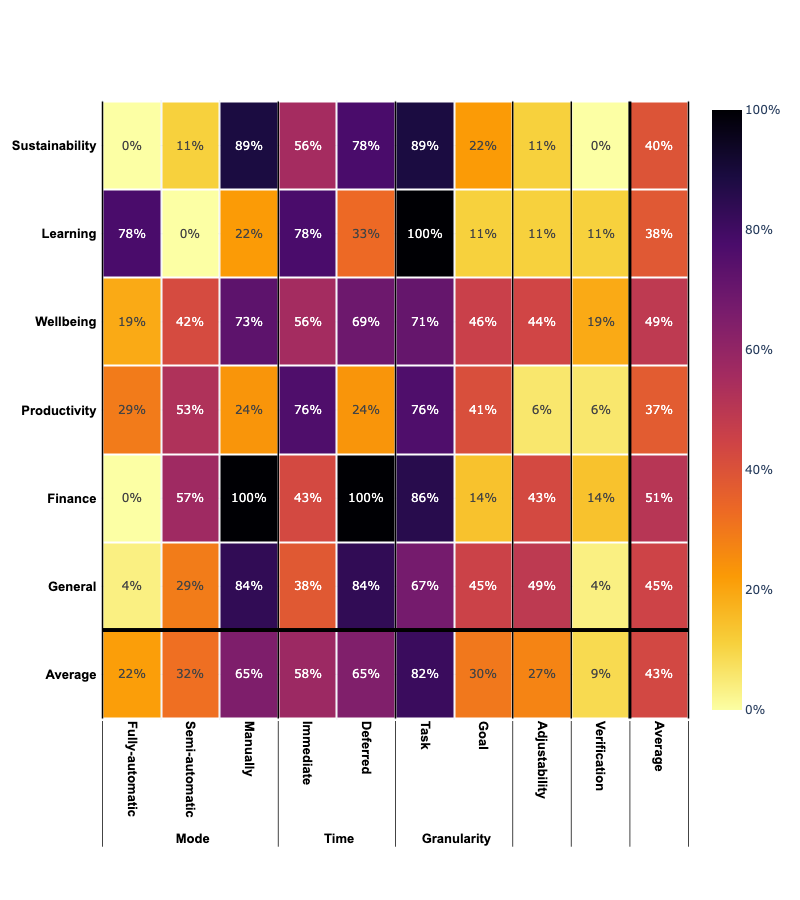 100%
Sustainability 0% 11% 89% 56% 78% 89% 22% 11% 0% 40%
Learning 78% 0% 22% 78% 33% 100% 11% 11% 11% 38%
80%
Wellbeing 19% 42% 73% 56% 69% 71% 46% 44% 19% 49%
60%
Productivity 29% 53% 24% 76% 24% 76% 41% 6% 6% 37%
40%
Finance 0% 57% 100% 43% 100% 86% 14% 43% 14% 51%
General 4% 29% 84% 38% 84% 67% 45% 49% 4% 45%
20%
Average 22% 32% 65% 58% 65% 82% 30% 27% 9% 43%
0%
Fully-automatic
Semi-automatic
Manually
Immediate
Deferred
Task
Goal
Adjustability
Verification
Average
Mode Time Granularity